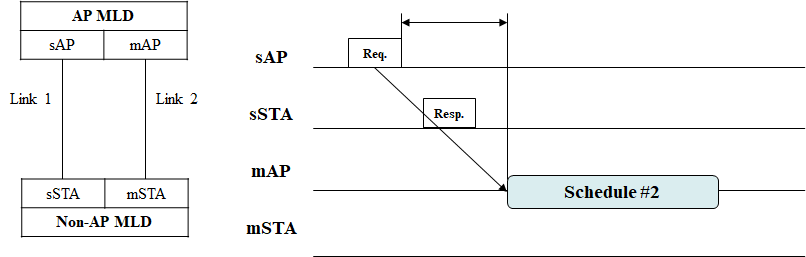 AP MLD
sAP mAP
Link 1 Link 2
sSTA mSTA
Non-AP MLD
sAP Req.
sSTA Resp.
mAP Schedule #2
mSTA